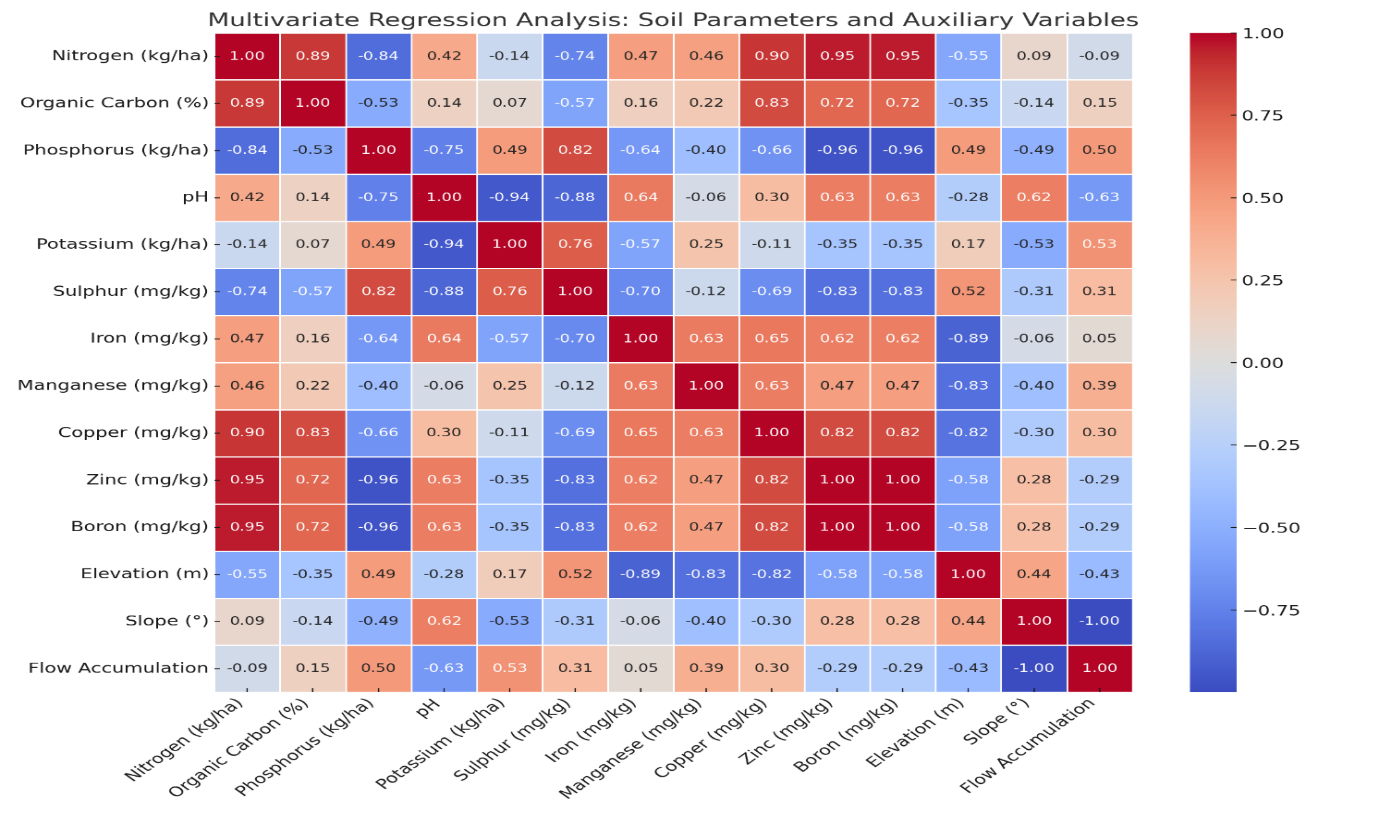 Multivariate Regression Analysis: Soil Parameters and Auxiliary Variables
Nitrogen (kg/ha) 1.00 0.89 -0.84 0.42 -0.14 -0.74 0.47 0.46 0.90 0.95 0.95 -0.55 0.09 -0.09
Organic Carbon (%) 0.89 1.00 -0.53 0.14 0.07 -0.57 0.16 0.22 0.83 0.72 0.72 -0.35 -0.14 0.15
Phosphorus (kg/ha) -0.84 -0.53 1.00 -0.75 0.49 0.82 -0.64 -0.40 -0.66 -0.96 -0.96 0.49 -0.49 0.50
pH 0.42 0.14 -0.75 1.00 -0.94 -0.88 0.64 -0.06 0.30 0.63 0.63 -0.28 0.62 -0.63
Potassium (kg/ha) -0.14 0.07 0.49 -0.94 1.00 0.76 -0.57 0.25 -0.11 -0.35 -0.35 0.17 -0.53 0.53
Sulphur (mg/kg) -0.74 -0.57 0.82 -0.88 0.76 1.00 -0.70 -0.12 -0.69 -0.83 -0.83 0.52 -0.31 0.31
Iron (mg/kg) 0.47 0.16 -0.64 0.64 -0.57 -0.70 1.00 0.63 0.65 0.62 0.62 -0.89 -0.06 0.05
Manganese (mg/kg) 0.46 0.22 -0.40 -0.06 0.25 -0.12 0.63 1.00 0.63 0.47 0.47 -0.83 -0.40 0.39
Copper (mg/kg) 0.90 0.83 -0.66 0.30 -0.11 -0.69 0.65 0.63 1.00 0.82 0.82 -0.82 -0.30 0.30
Zinc (mg/kg) 0.95 0.72 -0.96 0.63 -0.35 -0.83 0.62 0.47 0.82 1.00 1.00 -0.58 0.28 -0.29
Boron (mg/kg) 0.95 0.72 -0.96 0.63 -0.35 -0.83 0.62 0.47 0.82 1.00 1.00 -0.58 0.28 -0.29
Elevation (m) -0.55 -0.35 0.49 -0.28 0.17 0.52 -0.89 -0.83 -0.82 -0.58 -0.58 1.00 0.44 -0.43
Slope (°) 0.09 -0.14 -0.49 0.62 -0.53 -0.31 -0.06 -0.40 -0.30 0.28 0.28 0.44 1.00 -1.00
Flow Accumulation -0.09 0.15 0.50 -0.63 0.53 0.31 0.05 0.39 0.30 -0.29 -0.29 -0.43 -1.00 1.00
Nitrogen (kg/ha)
Organic Carbon (%)
Phosphorus (kg/ha)
pH
Potassium (kg/ha)
Sulphur (mg/kg)
Iron (mg/kg)
Manganese (mg/kg)
Copper (mg/kg)
Zinc (mg/kg)
Boron (mg/kg)
Elevation (m)
Slope (°)
Flow Accumulation
1.00
0.75
0.50
0.25
0.00
−0.25
−0.50
−0.75